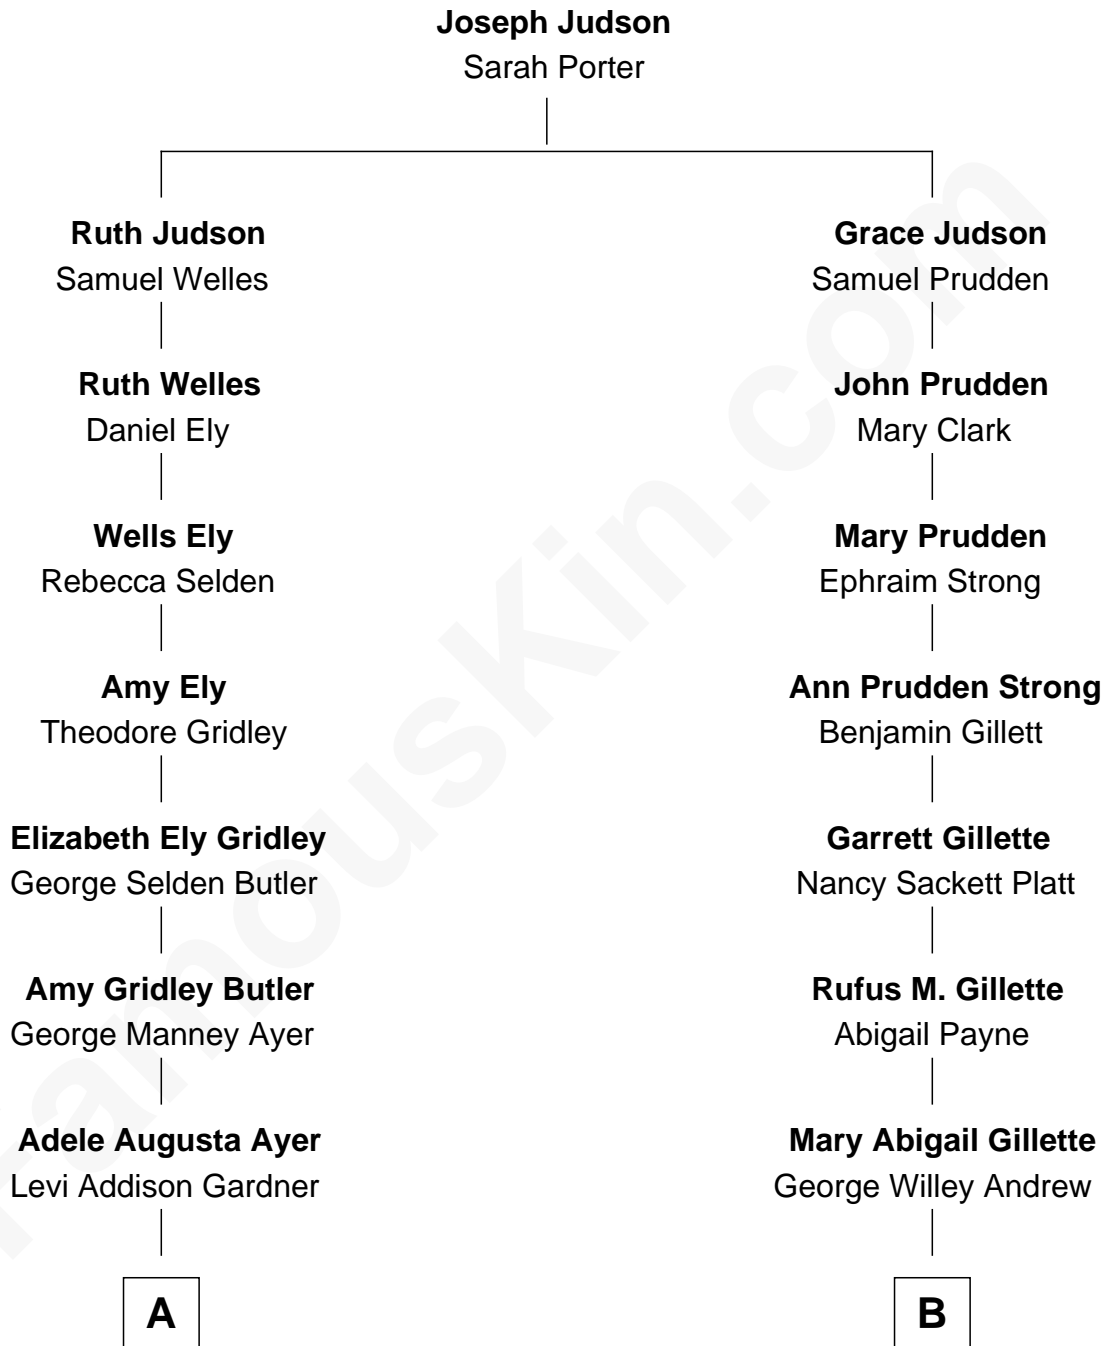 Joseph Judson
Sarah Porter
Ruth Judson
Samuel Welles
Grace Judson
Samuel Prudden
Ruth Welles
Daniel Ely
John Prudden
Mary Clark
Wells Ely
Rebecca Selden
Mary Prudden
Ephraim Strong
Amy Ely
Theodore Gridley
Ann Prudden Strong
Benjamin Gillett
Elizabeth Ely Gridley
George Selden Butler
Garrett Gillette
Nancy Sackett Platt
Amy Gridley Butler
George Manney Ayer
Rufus M. Gillette
Abigail Payne
Adele Augusta Ayer
Levi Addison Gardner
Mary Abigail Gillette
George Willey Andrew
A
B
FamousKin.com